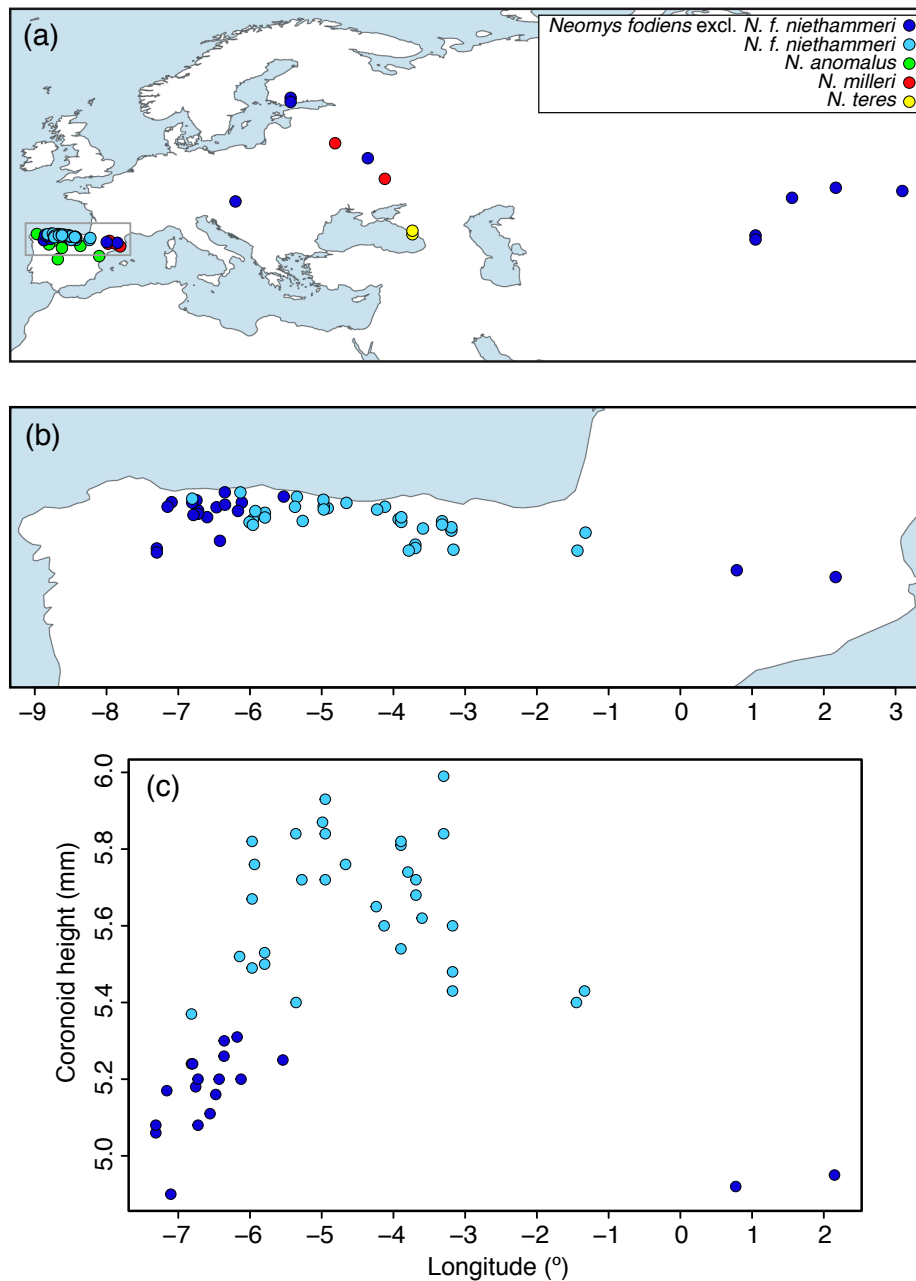 (a)
Neomys fodiens excl. N. f. niethammeri
N. f. niethammeri
N. anomalus
N. milleri
N. teres
(b)
−9 −8 −7 −6 −5 −4 −3 −2 −1 0 1 2 3
(c)
6.0
5.8
5.6
5.4
5.2
5.0
Coronoid height (mm)
−7 −6 −5 −4 −3 −2 −1 0 1 2
Longitude (º)